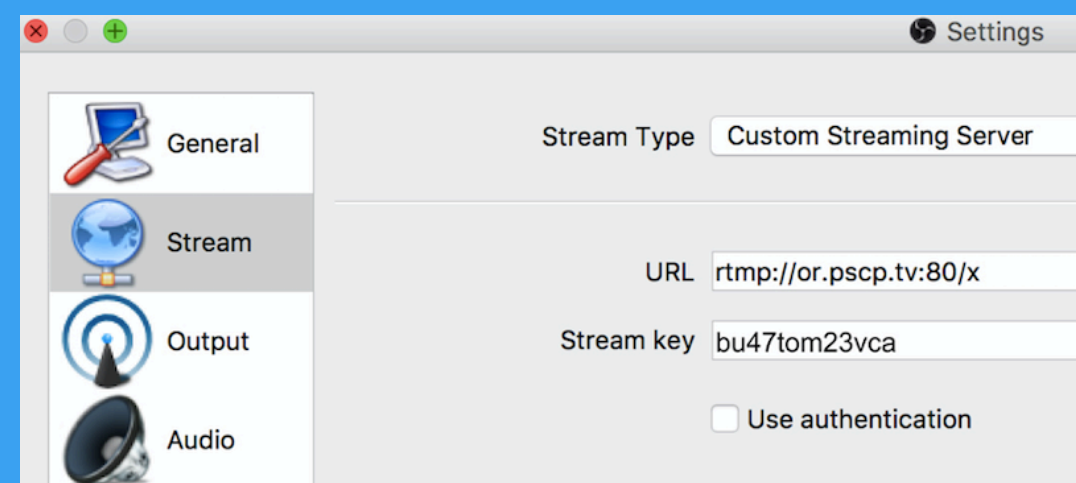 Settings
General
Stream
Output
Audio
Stream Type Custom Streaming Server
URL rtmp://or.pscp.tv:80/x
Stream key bu47tom23vca
Use authentication